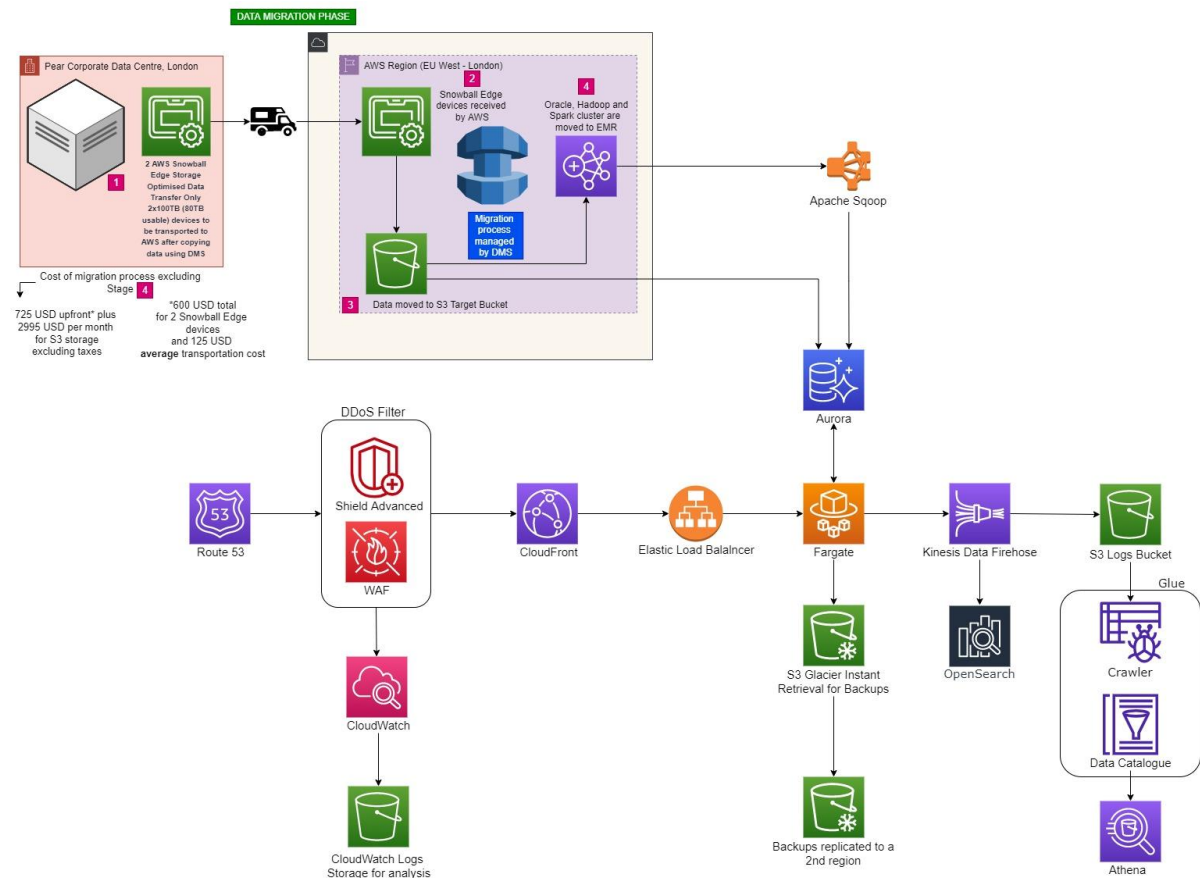 DATA MIGRATION PHASE
Pear Corporate Data Centre, London
1
2 AWS Snowball
Edge Storage
Optimised Data
Transfer Only
2x100TB (80TB
usable) devices to
be transported to
AWS after copying
data using DMS
AWS Region (EU West - London)
2
Snowball Edge
devices received
by AWS
4
Oracle, Hadoop and
Spark cluster are
moved to EMR
Migration
process
managed
by DMS
3
Data moved to S3 Target Bucket
Apache Sqoop
Cost of migration process excluding
Stage 4
725 USD upfront* plus
2995 USD per month
for S3 storage
excluding taxes
*600 USD total
for 2 Snowball Edge
devices
and 125 USD
average transportation cost
Aurora
DDoS Filter
Shield Advanced
WAF
53
Route 53
CloudFront
Elastic Load Balalncer
Fargate
Kinesis Data Firehose
S3 Logs Bucket
Glue
Crawler
Data Catalogue
Athena
OpenSearch
S3 Glacier Instant
Retrieval for Backups
Backups replicated to a
2nd region
CloudWatch
CloudWatch Logs
Storage for analysis